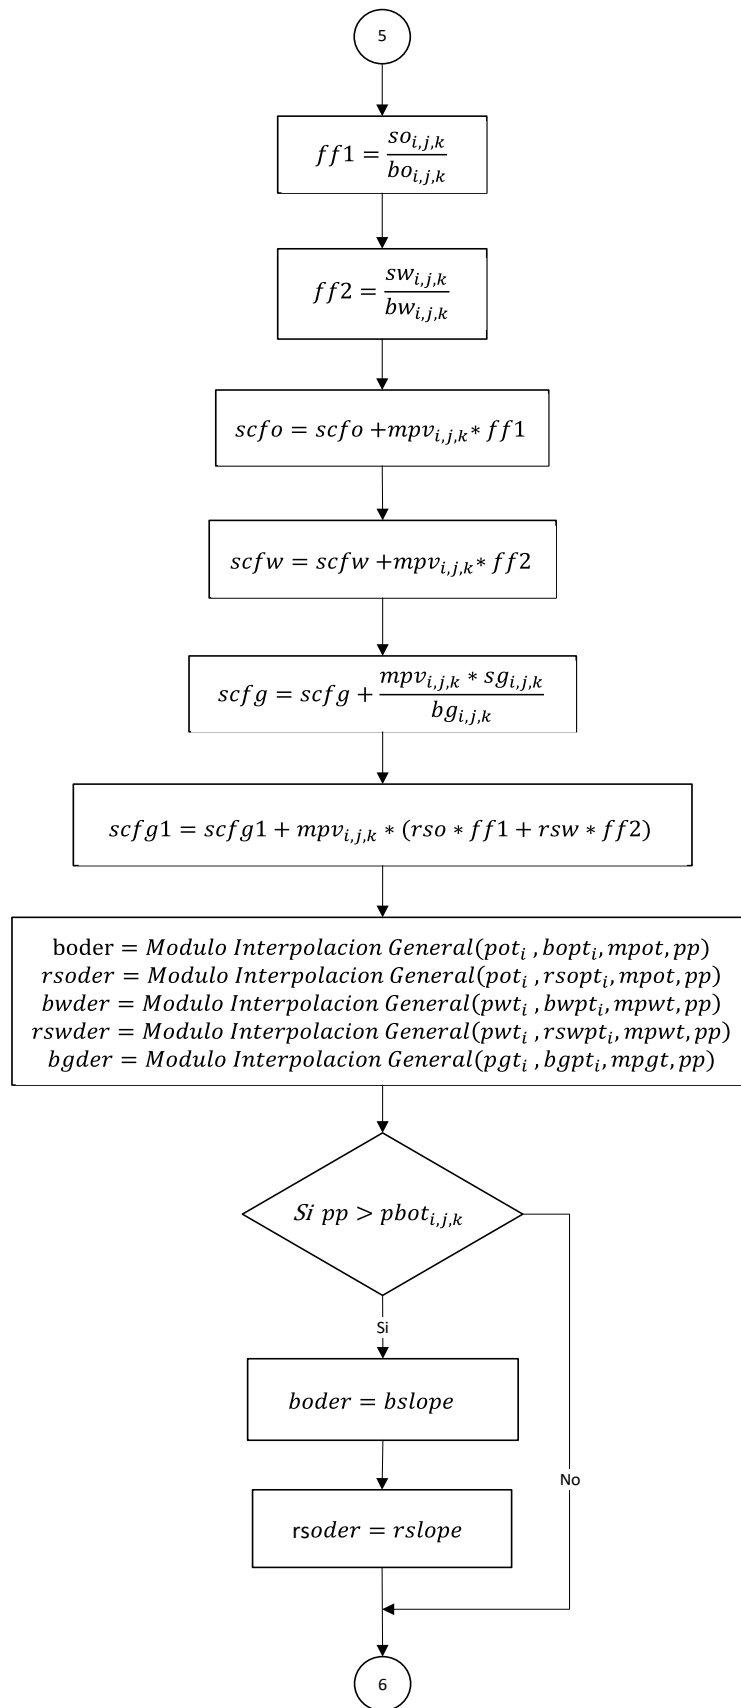 5
ff1 = so_{i,j,k} / bo_{i,j,k}
ff2 = sw_{i,j,k} / bw_{i,j,k}
scfo = scfo +mpv_{i,j,k}* ff1
scfw = scfw +mpv_{i,j,k}* ff2
scfg = scfg + mpv_{i,j,k} * sg_{i,j,k} / bg_{i,j,k}
scfg1 = scfg1 + mpv_{i,j,k} * (rso * ff1 + rsw * ff2)
boder = Modulo Interpolacion General(pot_i , bopt_i, mpot, pp)
rsoder = Modulo Interpolacion General(pot_i , rsopt_i, mpot, pp)
bwder = Modulo Interpolacion General(pwt_i , bwpt_i, mpwt, pp)
rswder = Modulo Interpolacion General(pwt_i , rswpt_i, mpwt, pp)
bgder = Modulo Interpolacion General(pgt_i , bgpt_i, mpgt, pp)
Si pp > pbot_{i,j,k}
Si
boder = bslope
No
rsoder = rslope
6